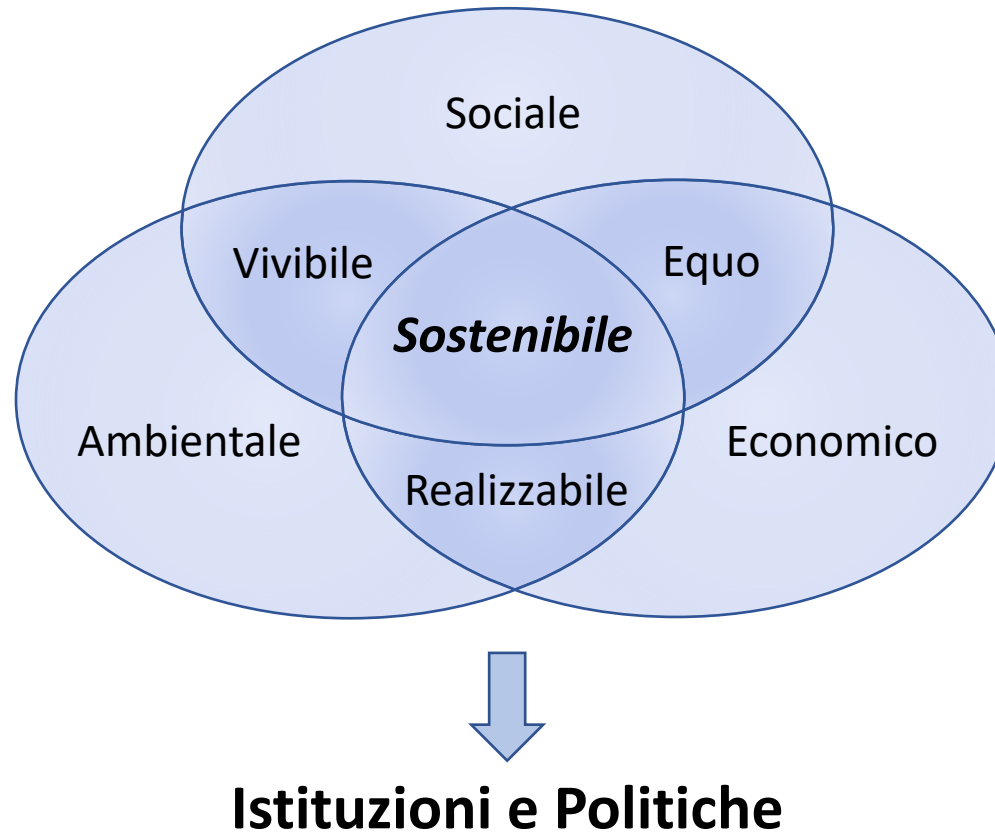 Sociale
Vivibile
Equo
Sostenibile
Ambientale
Economico
Realizzabile
Istituzioni e Politiche